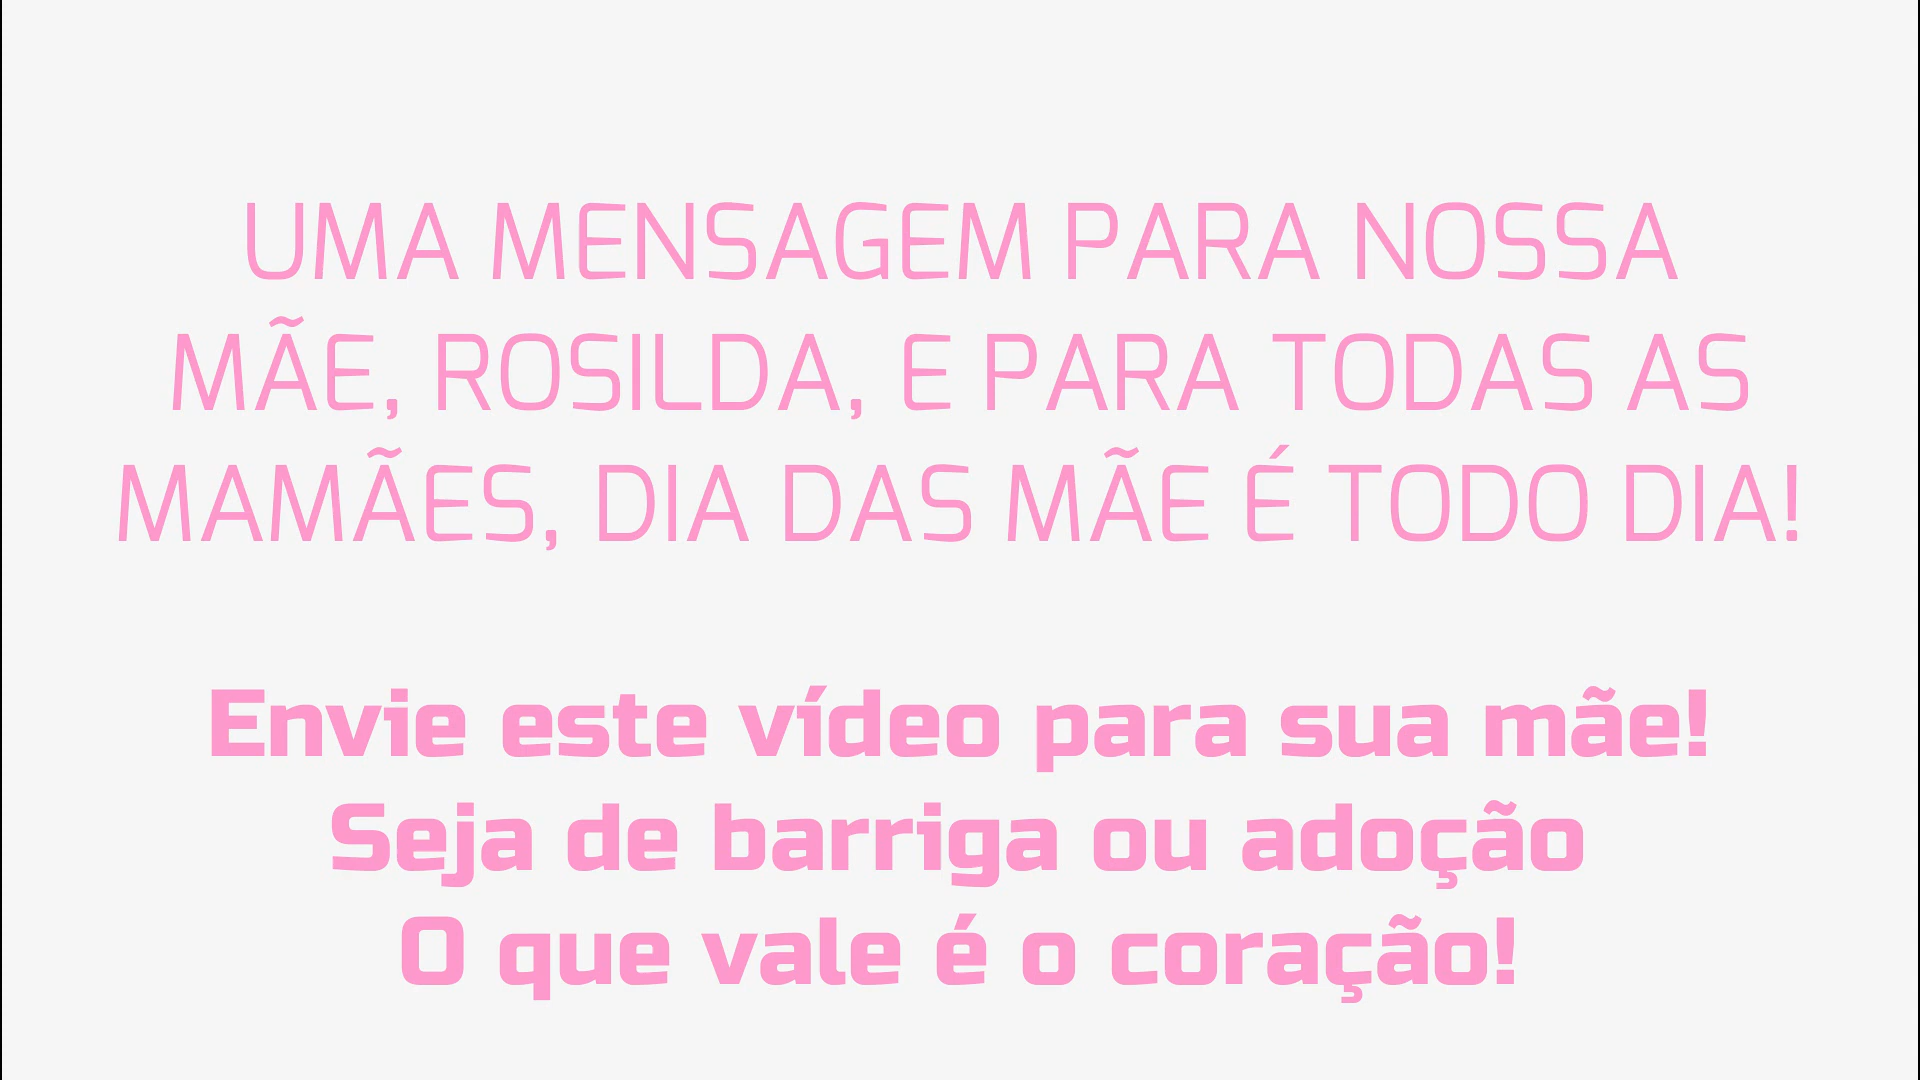 UMA MENSAGEM PARA NOSSA
MÃE, ROSILDA, E PARA TODAS AS
MAMÃES, DIA DAS MÃE É TODO DIA!
Envie este vídeo para sua mãe!
Seja de barriga ou adoção
O que vale é o coração!